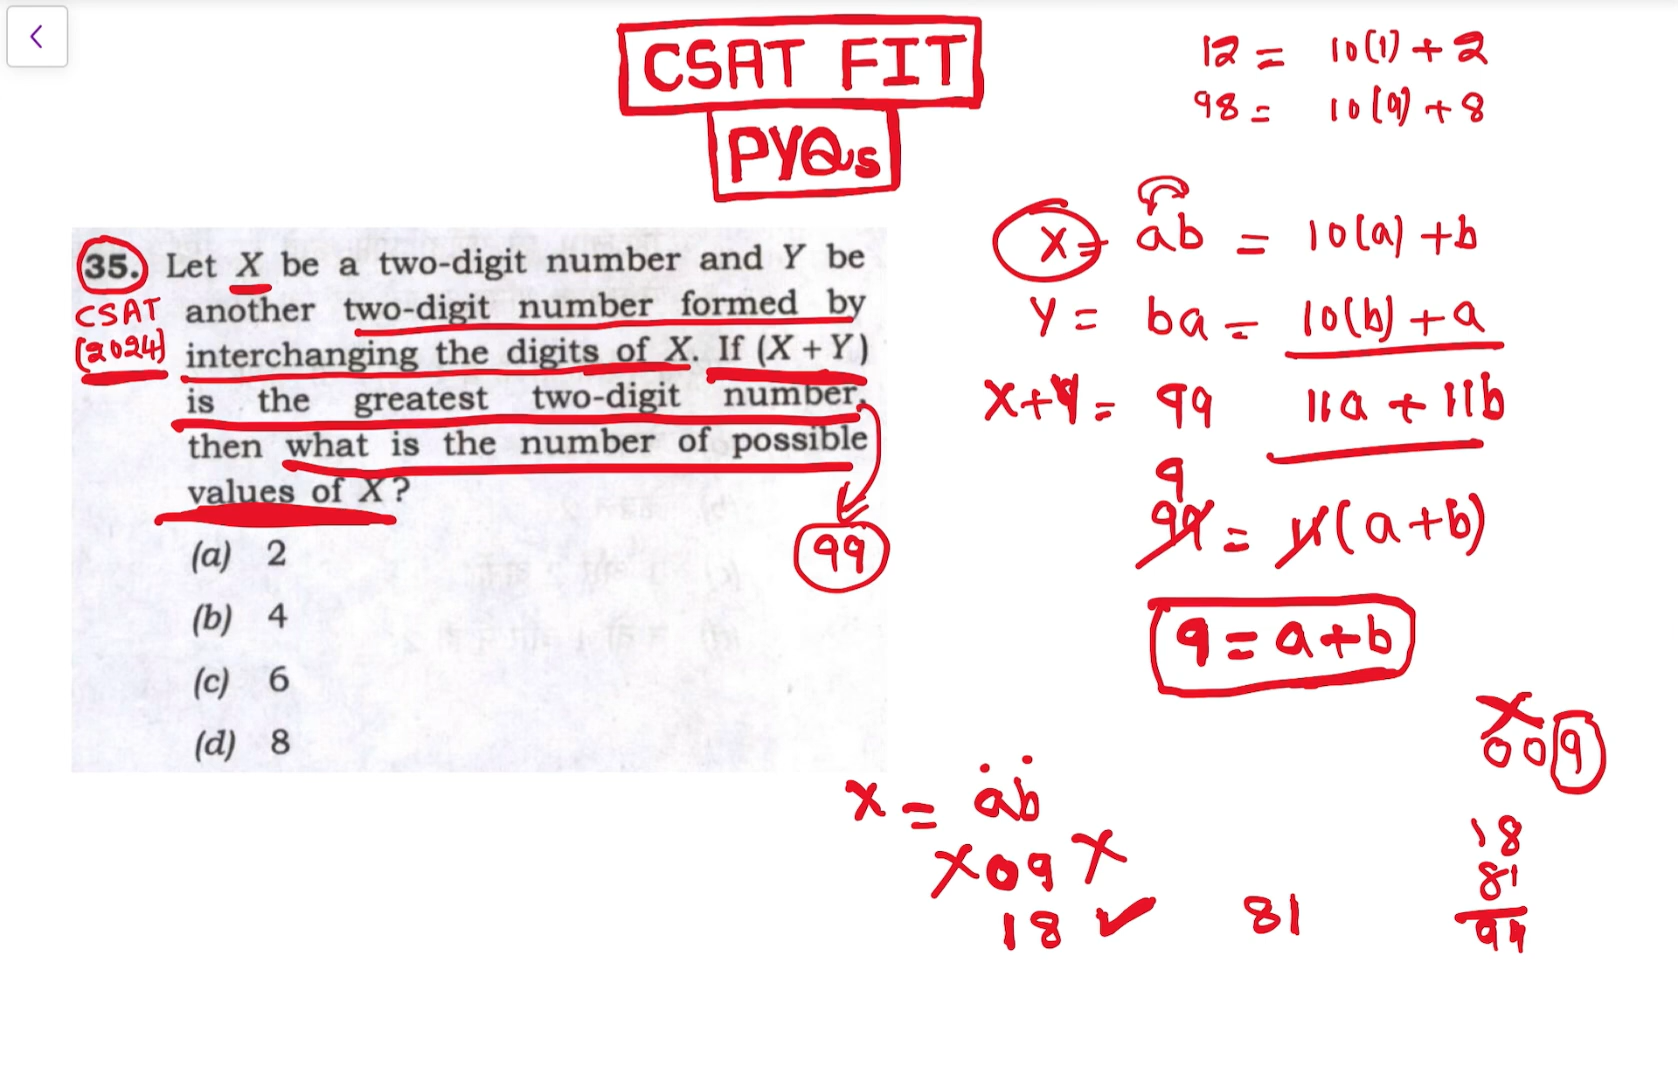 CSAT FIT
PYQs
35. Let X be a two-digit number and Y be
another two-digit number formed by
interchanging the digits of X. If (X + Y)
is the greatest two-digit number,
then what is the number of possible
values of X?
(a) 2
(b) 4
(c) 6
(d) 8
CSAT
(2024)
99
12 = 10(1) + 2
98 = 10(9) + 8
X = ab = 10(a) + b
Y = ba = 10(b) + a
X+Y = 99 11a + 11b
9
99 = 11(a+b)
9 = a+b
X = ab
X 09 X
18 ✓ 81
X
009
18
81
99